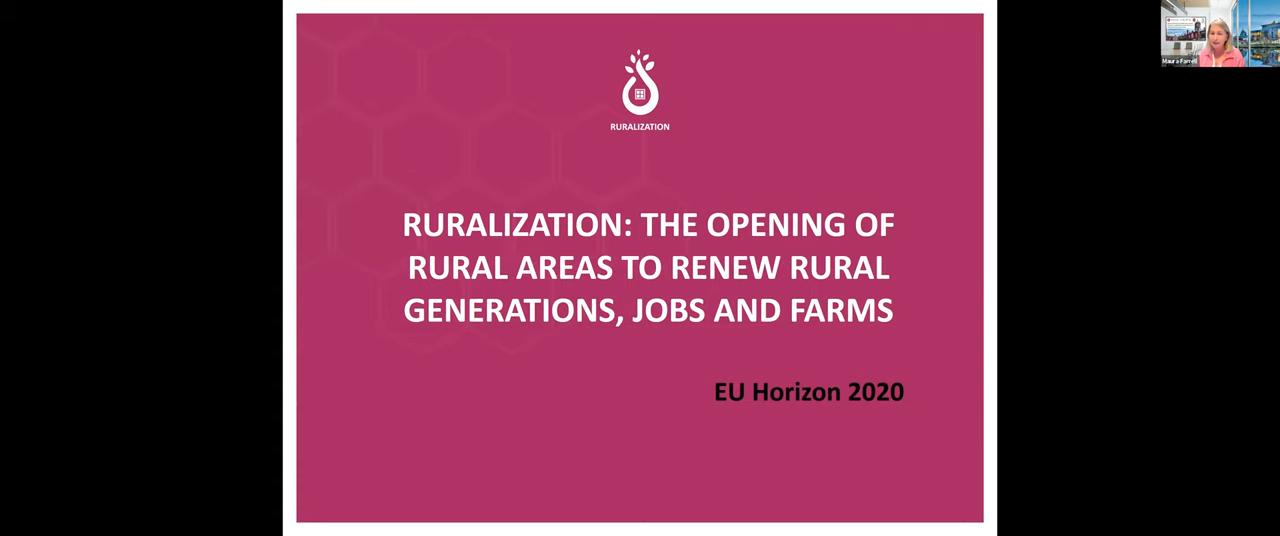 RURALIZATION
RURALIZATION: THE OPENING OF
RURAL AREAS TO RENEW RURAL
GENERATIONS, JOBS AND FARMS
EU Horizon 2020
Maura Farrell